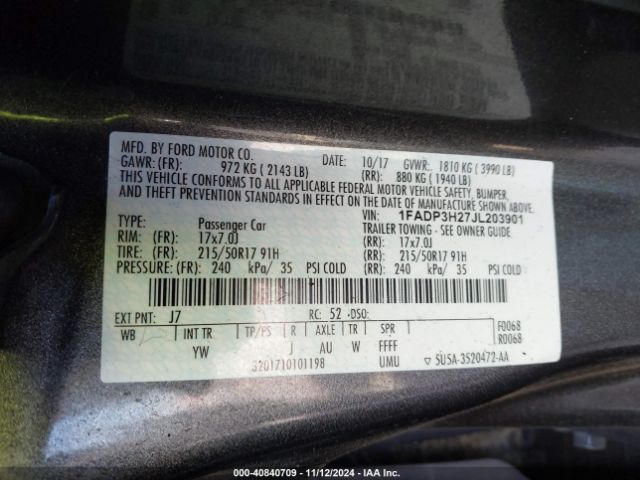 MFD. BY FORD MOTOR CO.
DATE: 10/17 GVWR: 1810 KG ( 3990 LB)
GAWR: (FR): 972 KG ( 2143 LB) (RR): 880 KG ( 1940 LB)
THIS VEHICLE CONFORMS TO ALL APPLICABLE FEDERAL MOTOR VEHICLE SAFETY, BUMPER,
AND THEFT PREVENTION STANDARDS IN EFFECT ON THE DATE OF MANUFACTURE SHOWN ABOVE.
VIN: 1FADP3H27JL203901
TYPE: Passenger Car TRAILER TOWING - SEE OWNER GUIDE
RIM: (FR): 17x7.0J (RR): 17x7.0J
TIRE: (FR): 215/50R17 91H (RR): 215/50R17 91H
PRESSURE: (FR): 240 kPa/ 35 PSI COLD (RR): 240 kPa/ 35 PSI COLD
EXT PNT: J7 RC: 52 DSO:
WB INT TR TP/PS R AXLE TR SPR F0068
YW J AU W FFFF R0068
3201710101198 UMU ▽ 5U5A-3520472-AA
000-40840709 - 11/12/2024 - IAA Inc.